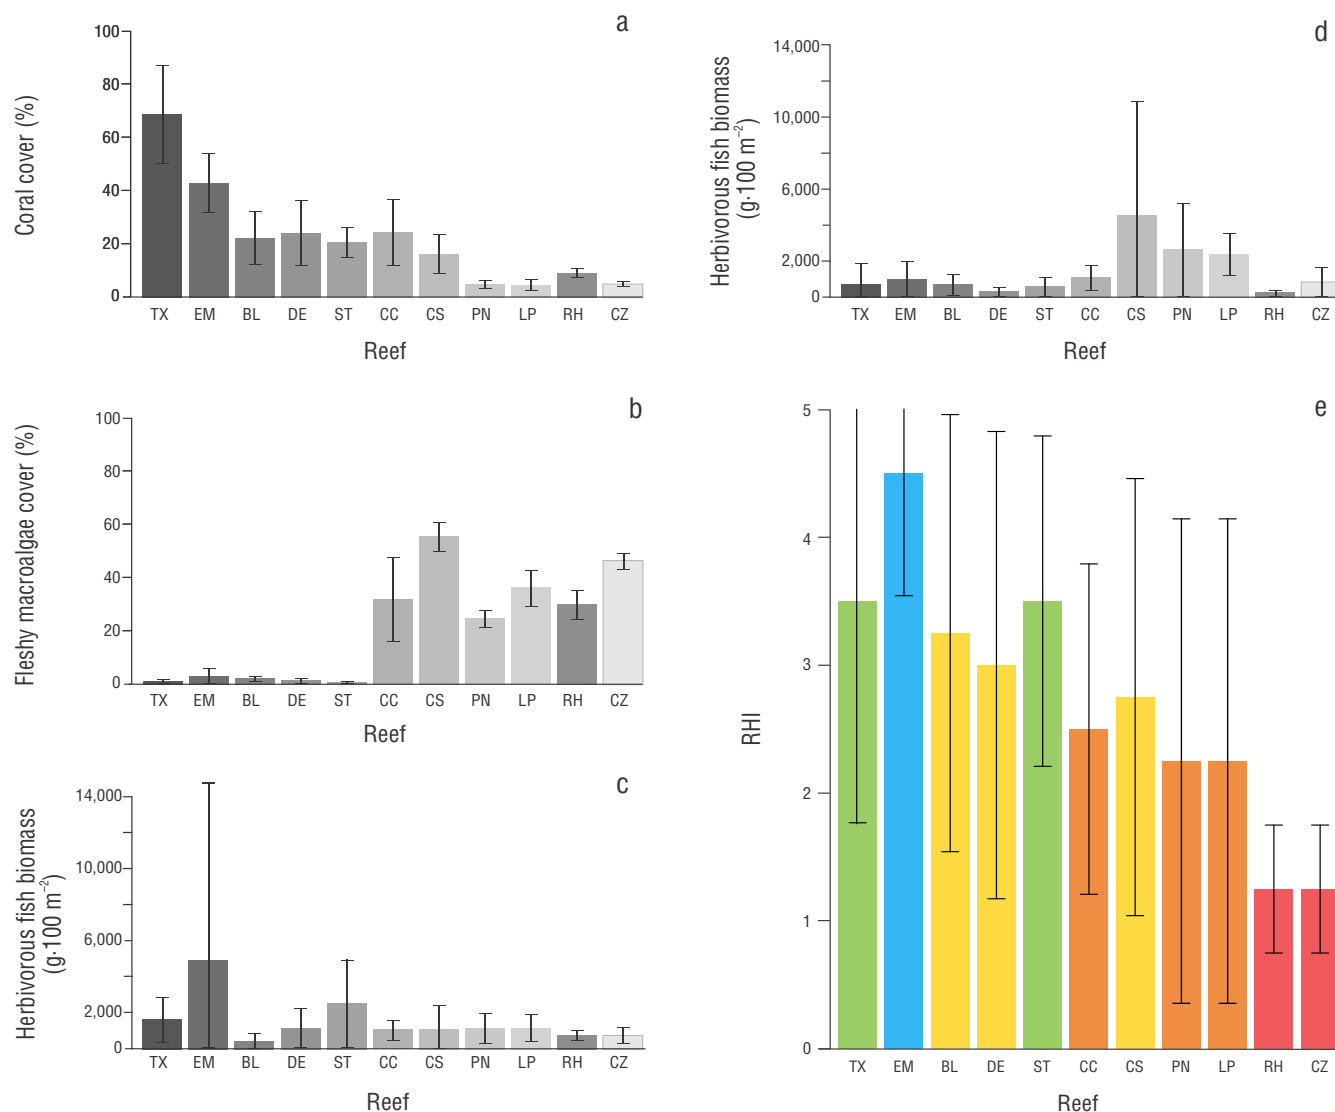 a
Coral cover (%)
100
80
60
40
20
0
TX EM BL DE ST CC CS PN LP RH CZ
Reef
b
Fleshy macroalgae cover (%)
100
80
60
40
20
0
TX EM BL DE ST CC CS PN LP RH CZ
Reef
c
Herbivorous fish biomass
(g·100 m⁻²)
14,000
10,000
6,000
2,000
0
TX EM BL DE ST CC CS PN LP RH CZ
Reef
d
Herbivorous fish biomass
(g·100 m⁻²)
14,000
10,000
6,000
2,000
0
TX EM BL DE ST CC CS PN LP RH CZ
Reef
e
RHI
5
4
3
2
1
0
TX EM BL DE ST CC CS PN LP RH CZ
Reef